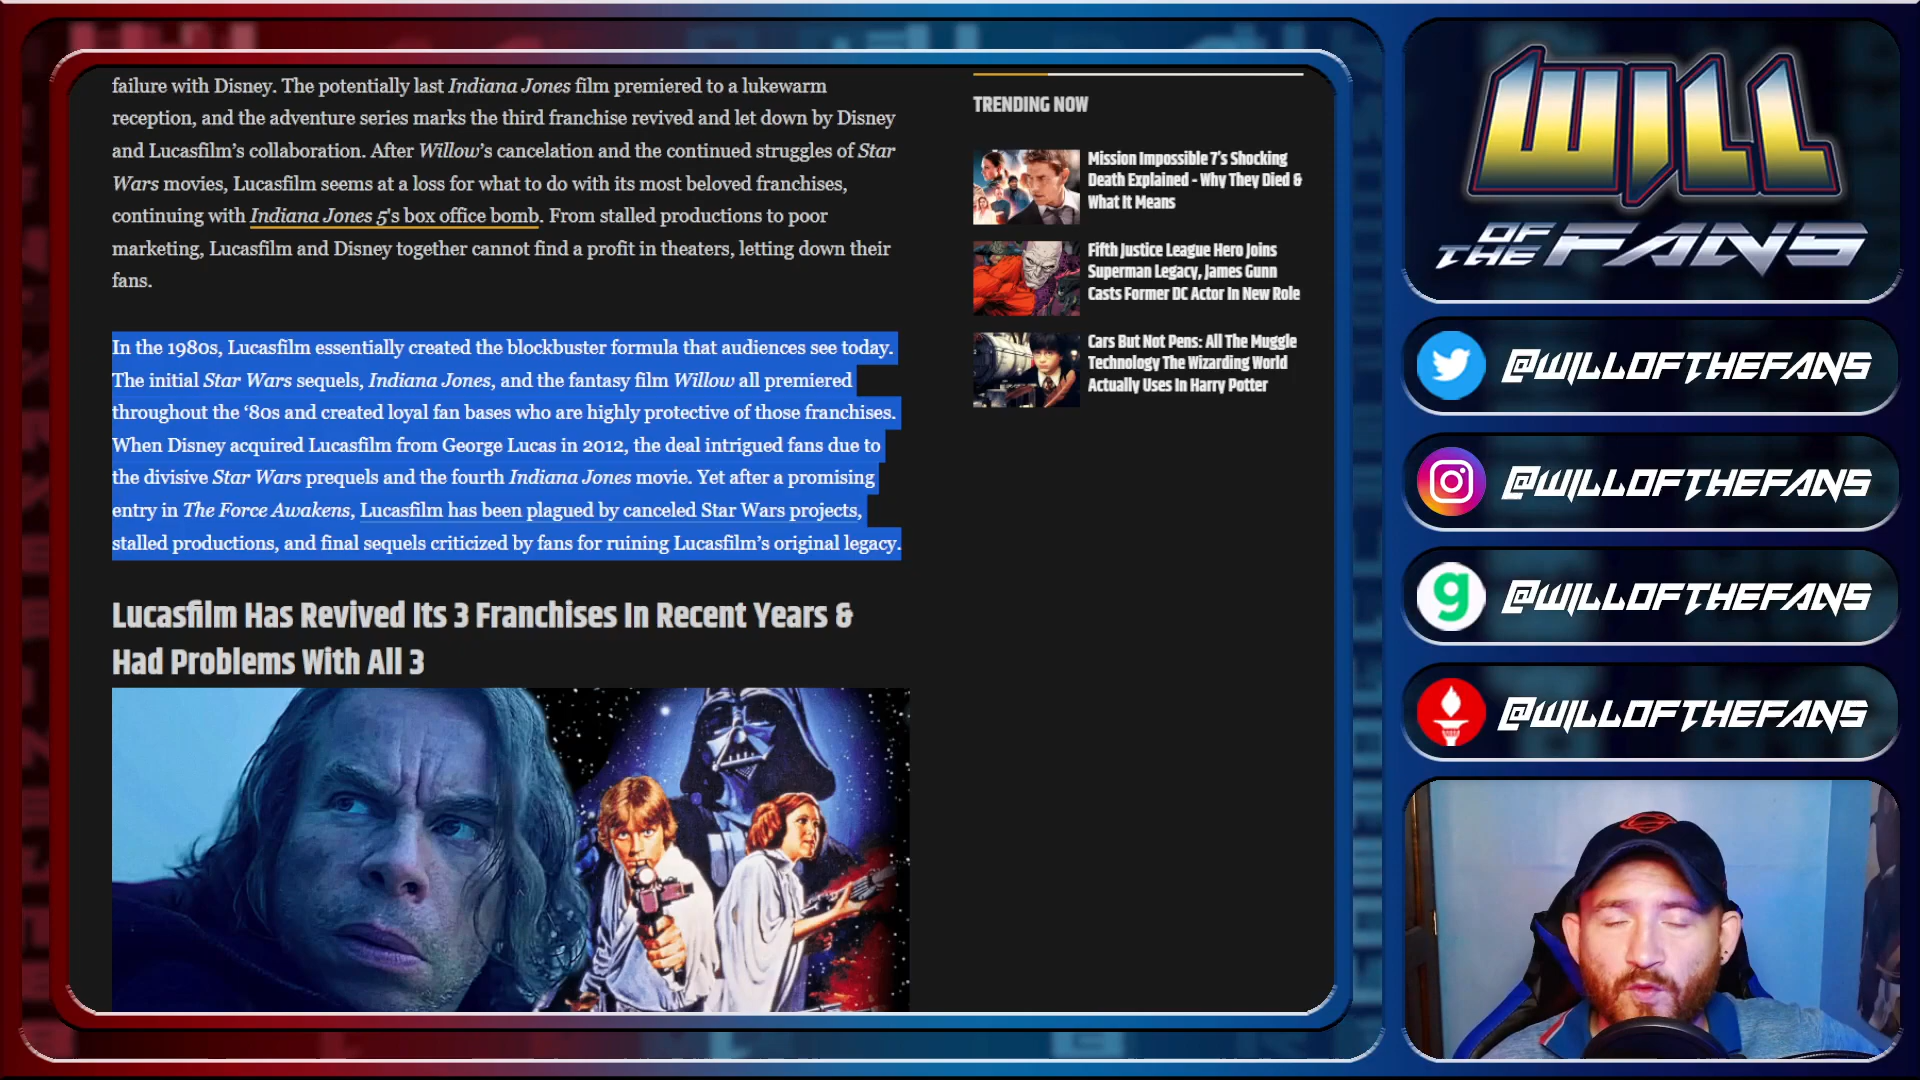 failure with Disney. The potentially last Indiana Jones film premiered to a lukewarm
reception, and the adventure series marks the third franchise revived and let down by Disney
and Lucasfilm’s collaboration. After Willow’s cancelation and the continued struggles of Star
Wars movies, Lucasfilm seems at a loss for what to do with its most beloved franchises,
continuing with Indiana Jones 5's box office bomb. From stalled productions to poor
marketing, Lucasfilm and Disney together cannot find a profit in theaters, letting down their
fans.
In the 1980s, Lucasfilm essentially created the blockbuster formula that audiences see today.
The initial Star Wars sequels, Indiana Jones, and the fantasy film Willow all premiered
throughout the ‘80s and created loyal fan bases who are highly protective of those franchises.
When Disney acquired Lucasfilm from George Lucas in 2012, the deal intrigued fans due to
the divisive Star Wars prequels and the fourth Indiana Jones movie. Yet after a promising
entry in The Force Awakens, Lucasfilm has been plagued by canceled Star Wars projects,
stalled productions, and final sequels criticized by fans for ruining Lucasfilm’s original legacy.
Lucasfilm Has Revived Its 3 Franchises In Recent Years &
Had Problems With All 3
TRENDING NOW
Mission Impossible 7's Shocking
Death Explained - Why They Died &
What It Means
Fifth Justice League Hero Joins
Superman Legacy, James Gunn
Casts Former DC Actor In New Role
Cars But Not Pens: All The Muggle
Technology The Wizarding World
Actually Uses In Harry Potter
WILL
OF
THE FANS
@WILLOFTHEFANS
@WILLOFTHEFANS
g @WILLOFTHEFANS
@WILLOFTHEFANS